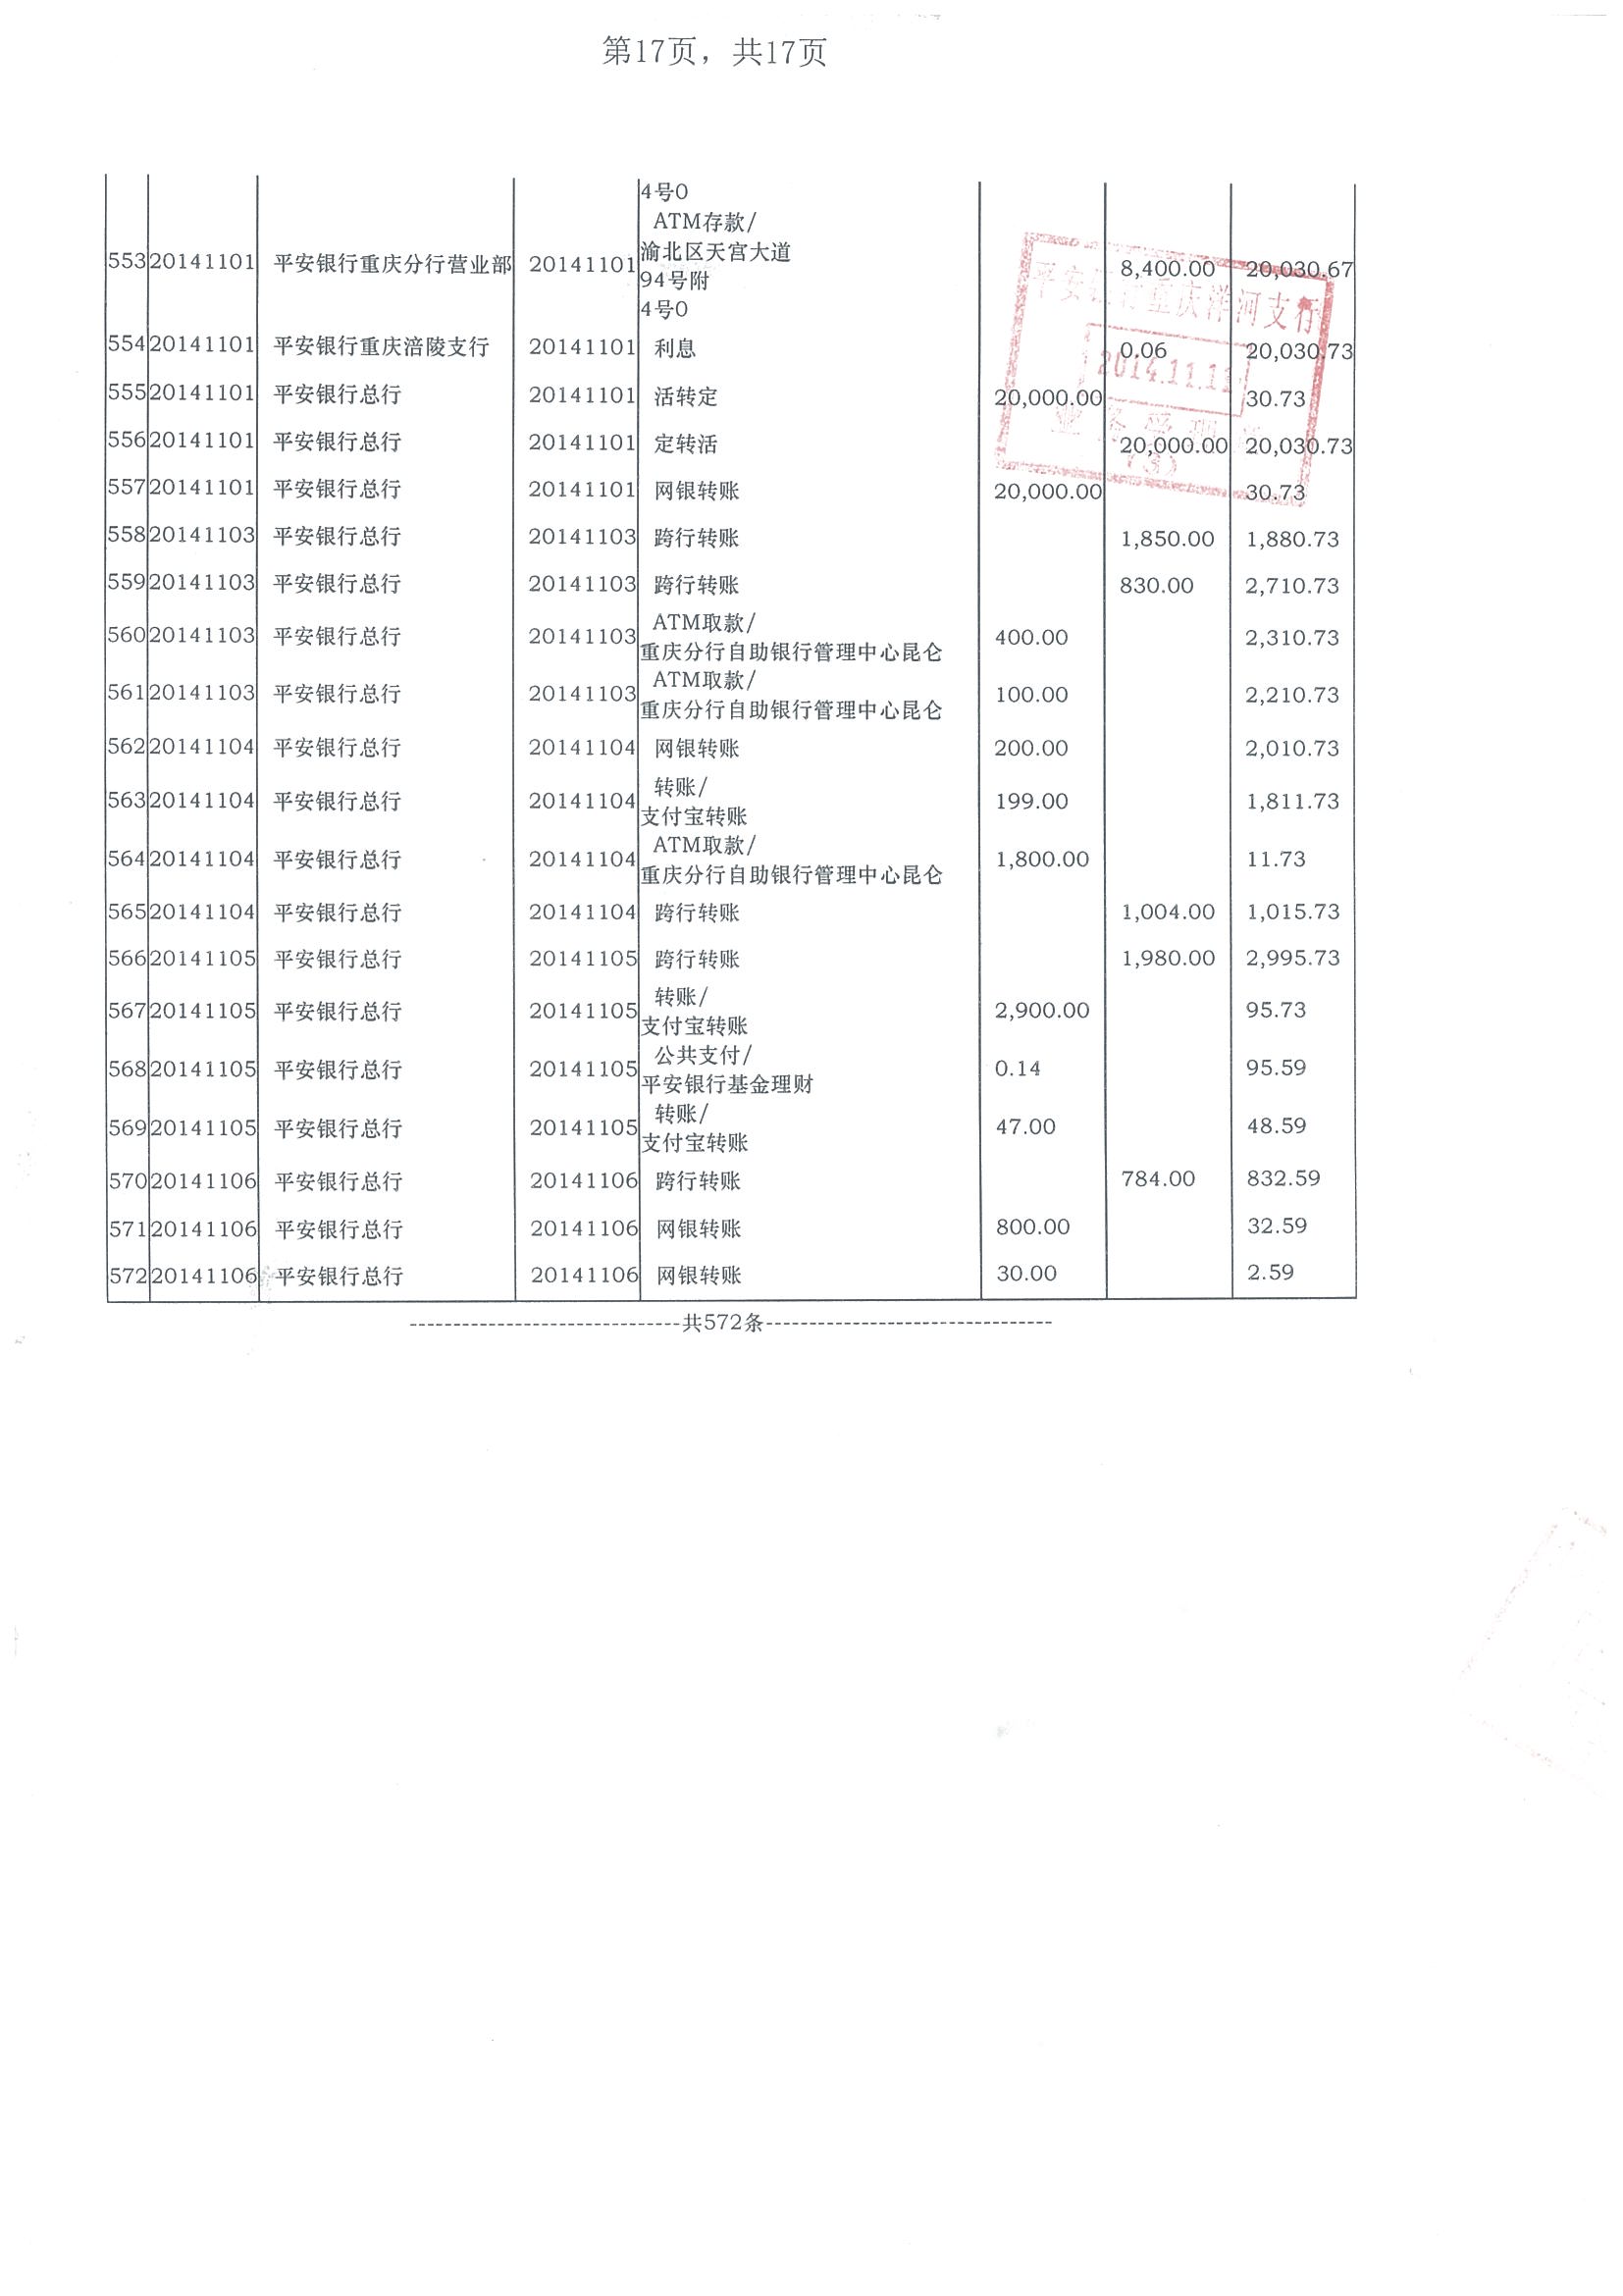 第17页，共17页
4号0
ATM存款/
渝北区天宫大道
553 20141101 平安银行重庆分行营业部 20141101 8,400.00 20,030.67
94号附
4号0
平安银行重庆洋河支行
554 20141101 平安银行重庆涪陵支行 20141101 利息 0.06 20,030.73
2014.11.11
555 20141101 平安银行总行 20141101 活转定 20,000.00 30.73
556 20141101 平安银行总行 20141101 定转活 20,000.00 20,030.73
(3)
557 20141101 平安银行总行 20141101 网银转账 20,000.00 30.73
558 20141103 平安银行总行 20141103 跨行转账 1,850.00 1,880.73
559 20141103 平安银行总行 20141103 跨行转账 830.00 2,710.73
ATM取款/
560 20141103 平安银行总行 20141103 400.00 2,310.73
重庆分行自助银行管理中心昆仑
ATM取款/
561 20141103 平安银行总行 20141103 100.00 2,210.73
重庆分行自助银行管理中心昆仑
562 20141104 平安银行总行 20141104 网银转账 200.00 2,010.73
转账/
563 20141104 平安银行总行 20141104 199.00 1,811.73
支付宝转账
ATM取款/
564 20141104 平安银行总行 20141104 1,800.00 11.73
重庆分行自助银行管理中心昆仑
565 20141104 平安银行总行 20141104 跨行转账 1,004.00 1,015.73
566 20141105 平安银行总行 20141105 跨行转账 1,980.00 2,995.73
转账/
567 20141105 平安银行总行 20141105 2,900.00 95.73
支付宝转账
公共支付/
568 20141105 平安银行总行 20141105 0.14 95.59
平安银行基金理财
转账/
569 20141105 平安银行总行 20141105 47.00 48.59
支付宝转账
570 20141106 平安银行总行 20141106 跨行转账 784.00 832.59
571 20141106 平安银行总行 20141106 网银转账 800.00 32.59
572 20141106 平安银行总行 20141106 网银转账 30.00 2.59
-------------------------------共572条---------------------------------